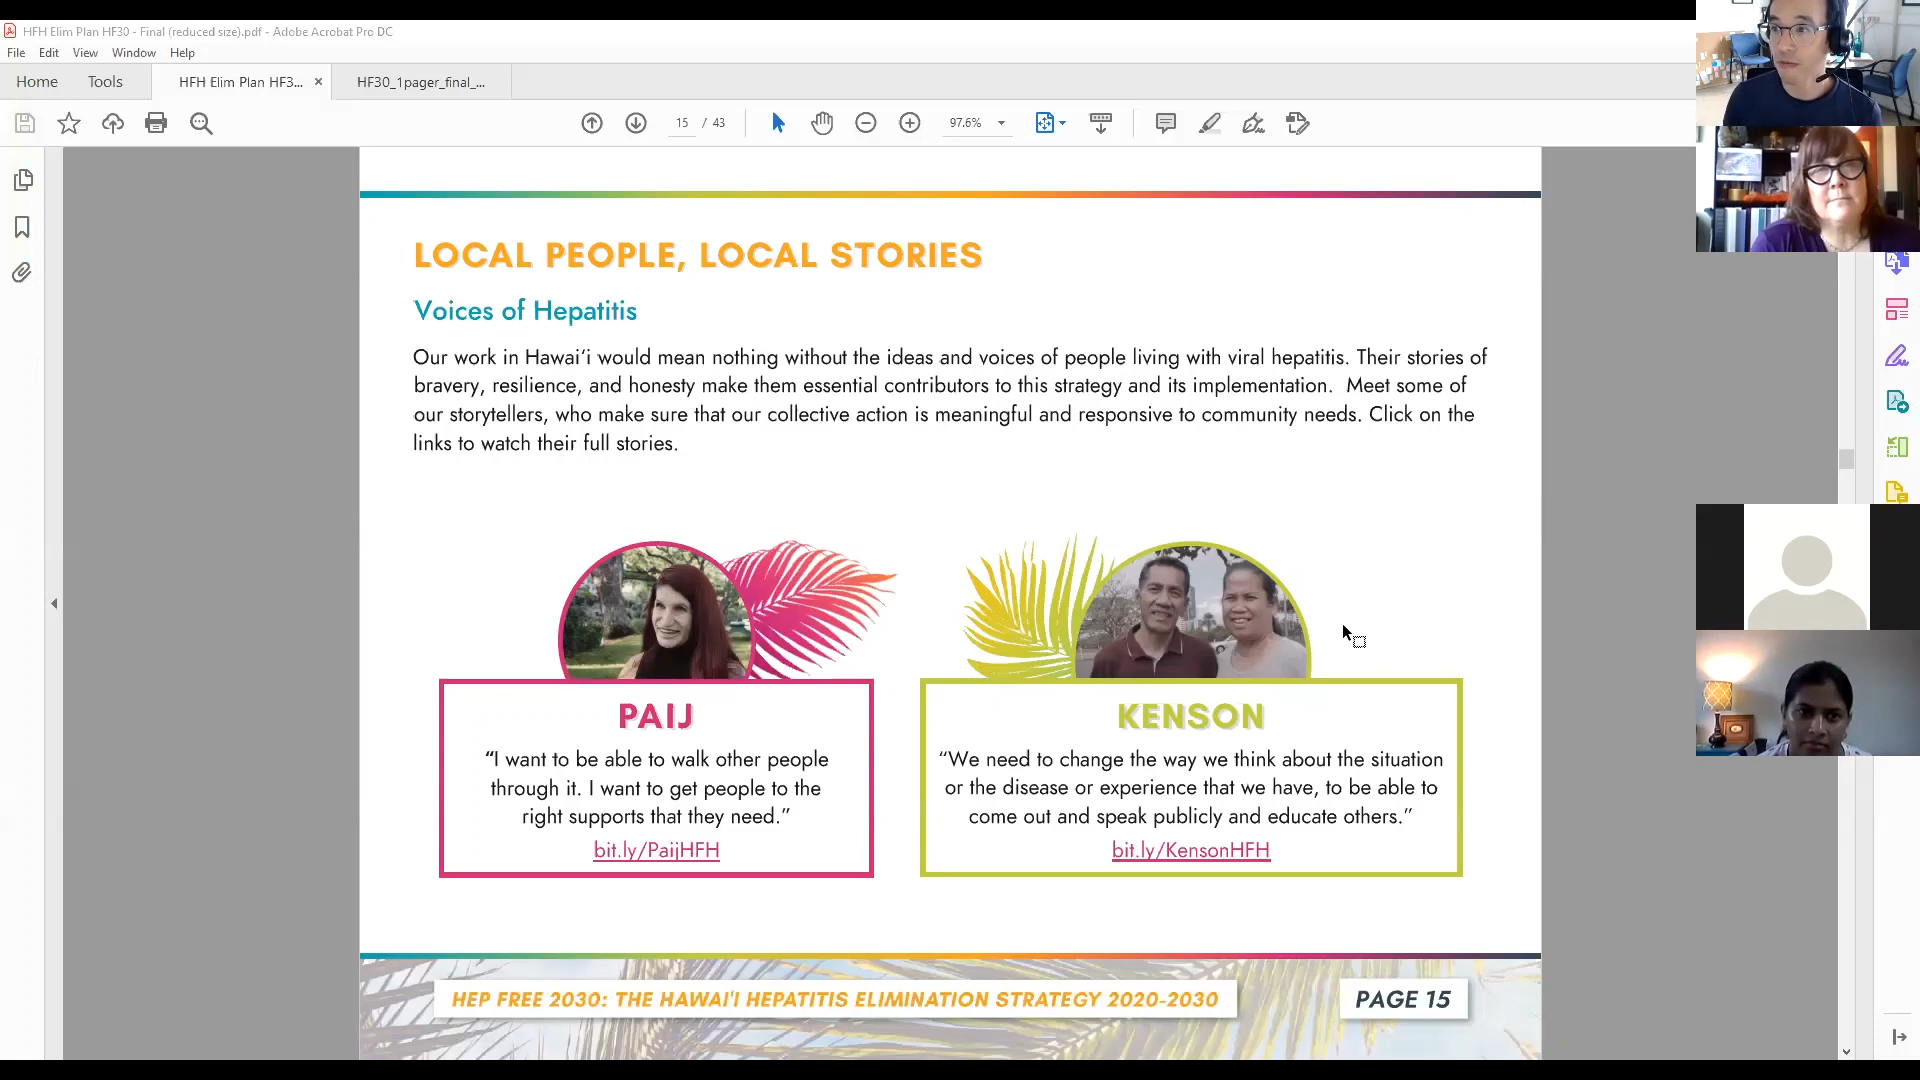 HFH Elim Plan HF30 - Final (reduced size).pdf - Adobe Acrobat Pro DC
File Edit View Window Help
Home Tools HFH Elim Plan HF3... × HF30_1pager_final_...
15 / 43 97.6%
LOCAL PEOPLE, LOCAL STORIES
Voices of Hepatitis
Our work in Hawai‘i would mean nothing without the ideas and voices of people living with viral hepatitis. Their stories of
bravery, resilience, and honesty make them essential contributors to this strategy and its implementation. Meet some of
our storytellers, who make sure that our collective action is meaningful and responsive to community needs. Click on the
links to watch their full stories.
PAIJ
“I want to be able to walk other people
through it. I want to get people to the
right supports that they need.”
bit.ly/PaijHFH
KENSON
“We need to change the way we think about the situation
or the disease or experience that we have, to be able to
come out and speak publicly and educate others.”
bit.ly/KensonHFH
HEP FREE 2030: THE HAWAI'I HEPATITIS ELIMINATION STRATEGY 2020-2030
PAGE 15